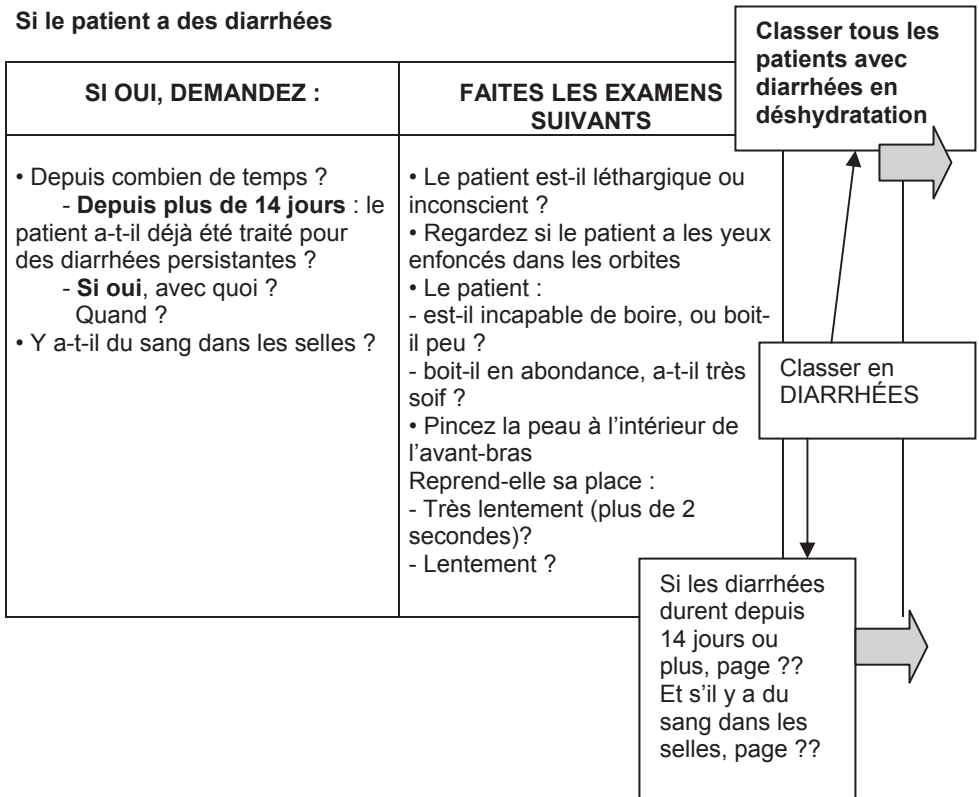 Si le patient a des diarrhées
Classer tous les
patients avec
diarrhées en
déshydratation
SI OUI, DEMANDEZ :
• Depuis combien de temps ?
- Depuis plus de 14 jours : le
patient a-t-il déjà été traité pour
des diarrhées persistantes ?
- Si oui, avec quoi ?
Quand ?
• Y a-t-il du sang dans les selles ?
FAITES LES EXAMENS
SUIVANTS
• Le patient est-il léthargique ou
inconscient ?
• Regardez si le patient a les yeux
enfoncés dans les orbites
• Le patient :
- est-il incapable de boire, ou boit-
il peu ?
- boit-il en abondance, a-t-il très
soif ?
• Pincez la peau à l’intérieur de
l’avant-bras
Reprend-elle sa place :
- Très lentement (plus de 2
secondes)?
- Lentement ?
Classer en
DIARRHÉES
Si les diarrhées
durent depuis
14 jours ou
plus, page ??
Et s’il y a du
sang dans les
selles, page ??